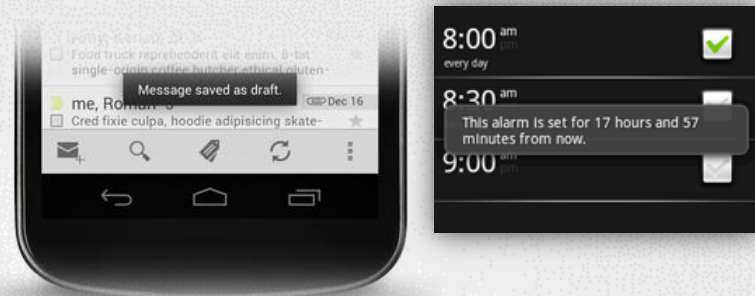 Food truck reprehenderit elit enim, 8-bit
single-origin coffee butcher ethical gluten-
Message saved as draft.
me, Roman 3
Dec 16
Cred fixie culpa, hoodie adipisicing skate-
8:00 am
pm
every day
8:30 am
This alarm is set for 17 hours and 57
minutes from now.
9:00 am
pm